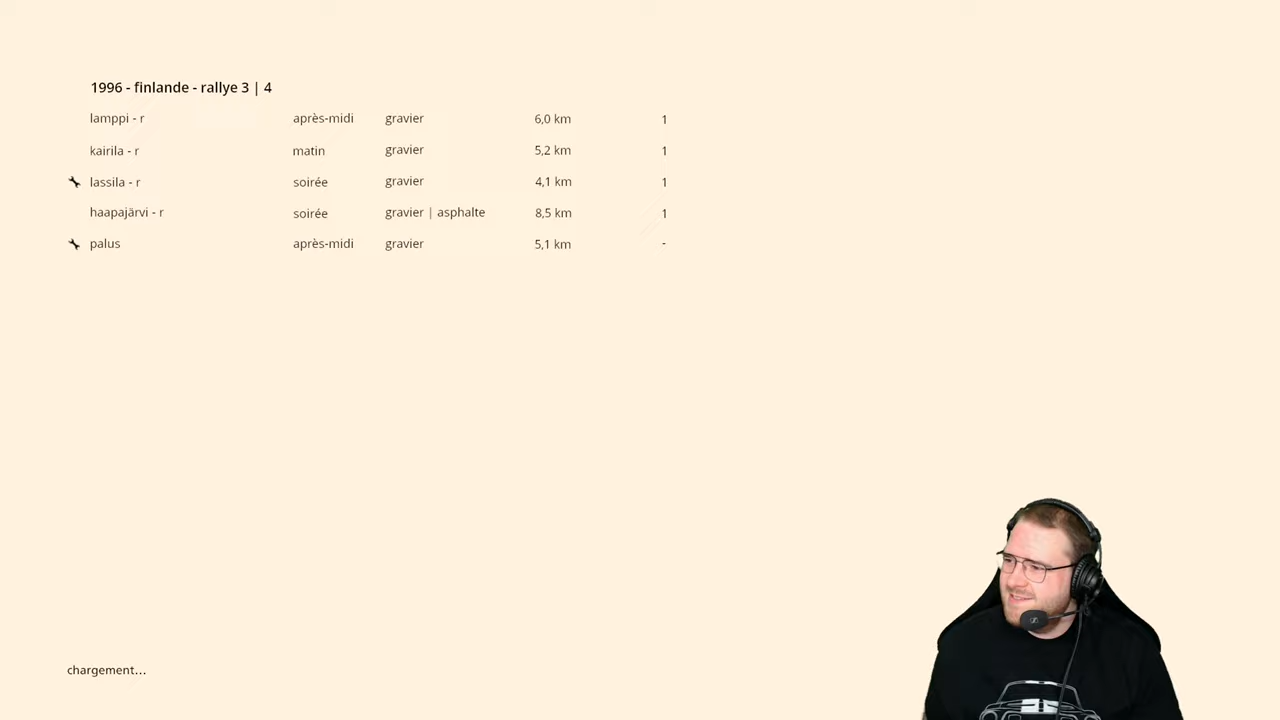 1996 - finlande - rallye 3 | 4
lamppi - r après-midi gravier 6,0 km 1
kairila - r matin gravier 5,2 km 1
lassila - r soirée gravier 4,1 km 1
haapajärvi - r soirée gravier | asphalte 8,5 km 1
palus après-midi gravier 5,1 km -
chargement...